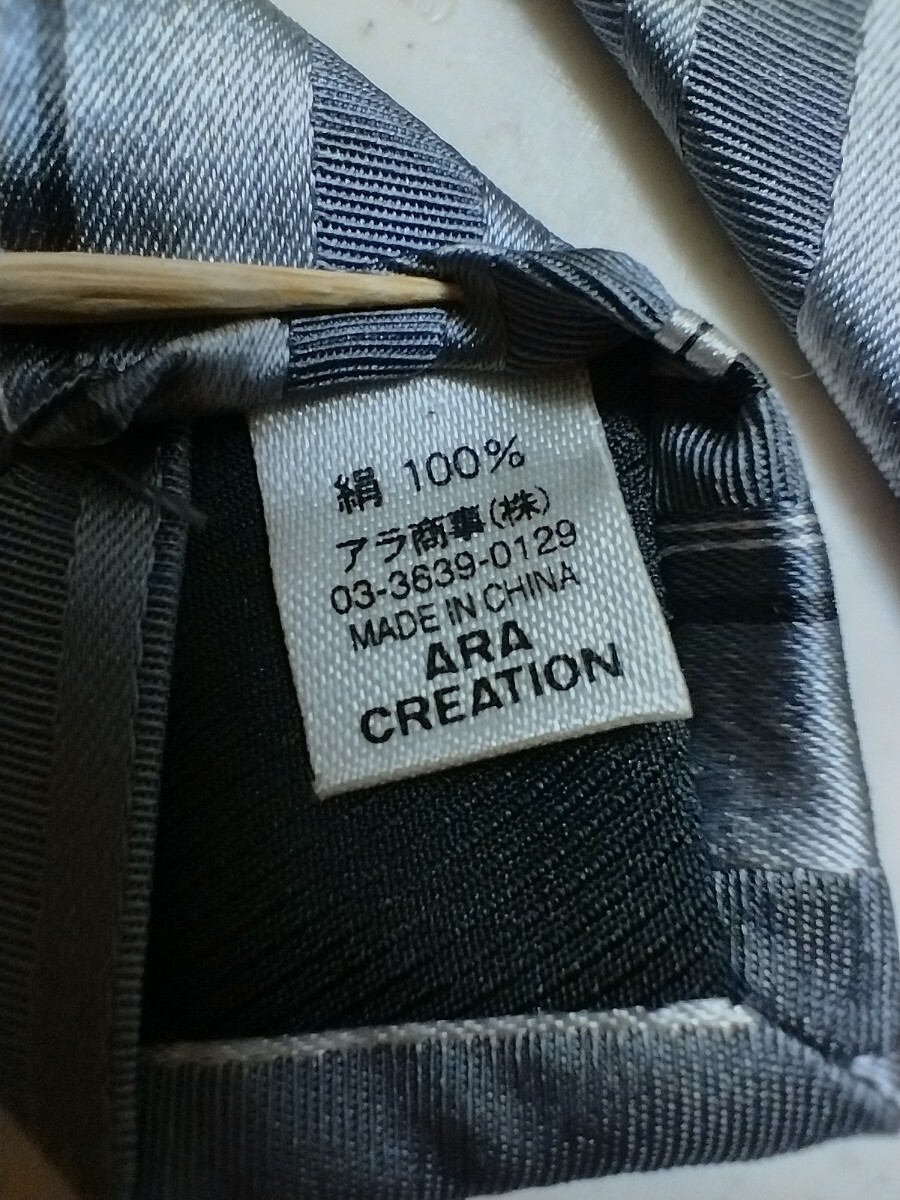 絹 100%
アラ商事(株)
03-3639-0129
MADE IN CHINA
ARA
CREATION